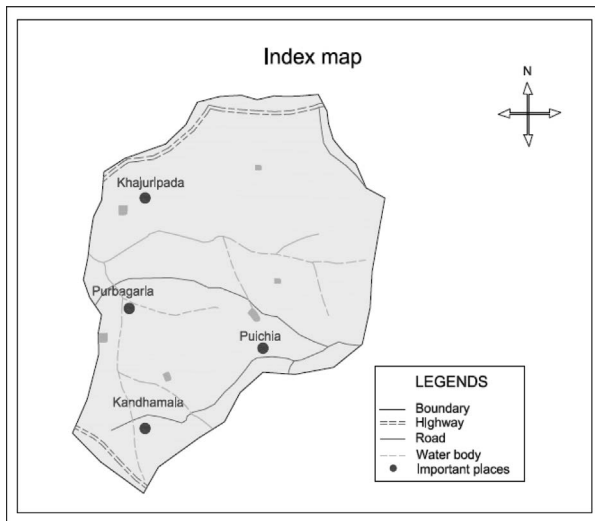 Index map
N
Khajurlpada
Purbagarla
Puichia
Kandhamala
LEGENDS
Boundary
Highway
Road
Water body
Important places